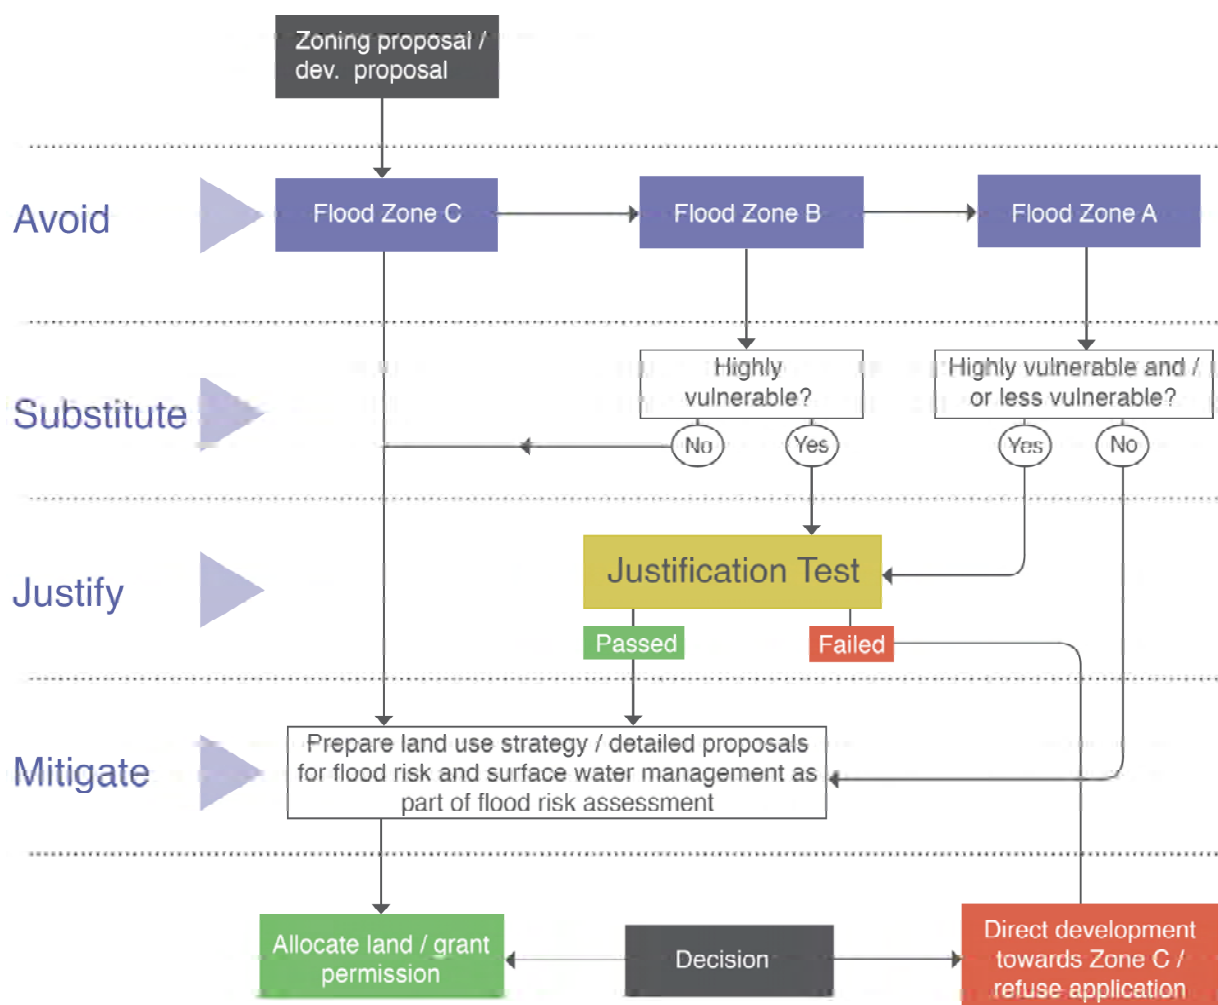 Zoning proposal /
dev. proposal
Avoid
Flood Zone C
Flood Zone B
Flood Zone A
Substitute
Highly
vulnerable?
Highly vulnerable and /
or less vulnerable?
No
Yes
Yes
No
Justify
Justification Test
Passed
Failed
Mitigate
Prepare land use strategy / detailed proposals
for flood risk and surface water management as
part of flood risk assessment
Allocate land / grant
permission
Decision
Direct development
towards Zone C /
refuse application